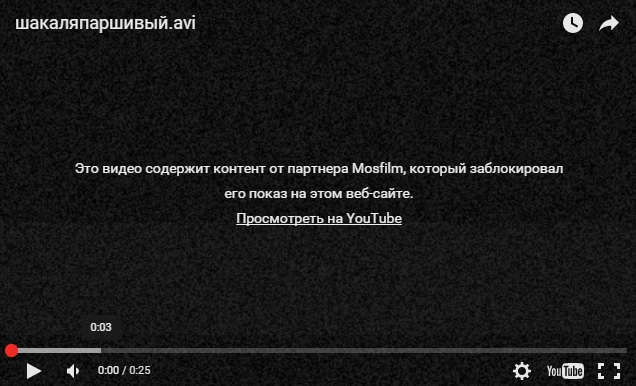 шакаляпаршивый.avi
Это видео содержит контент от партнера Mosfilm, который заблокировал
его показ на этом веб-сайте.
Просмотреть на YouTube
0:03
0:00 / 0:25
YouTube